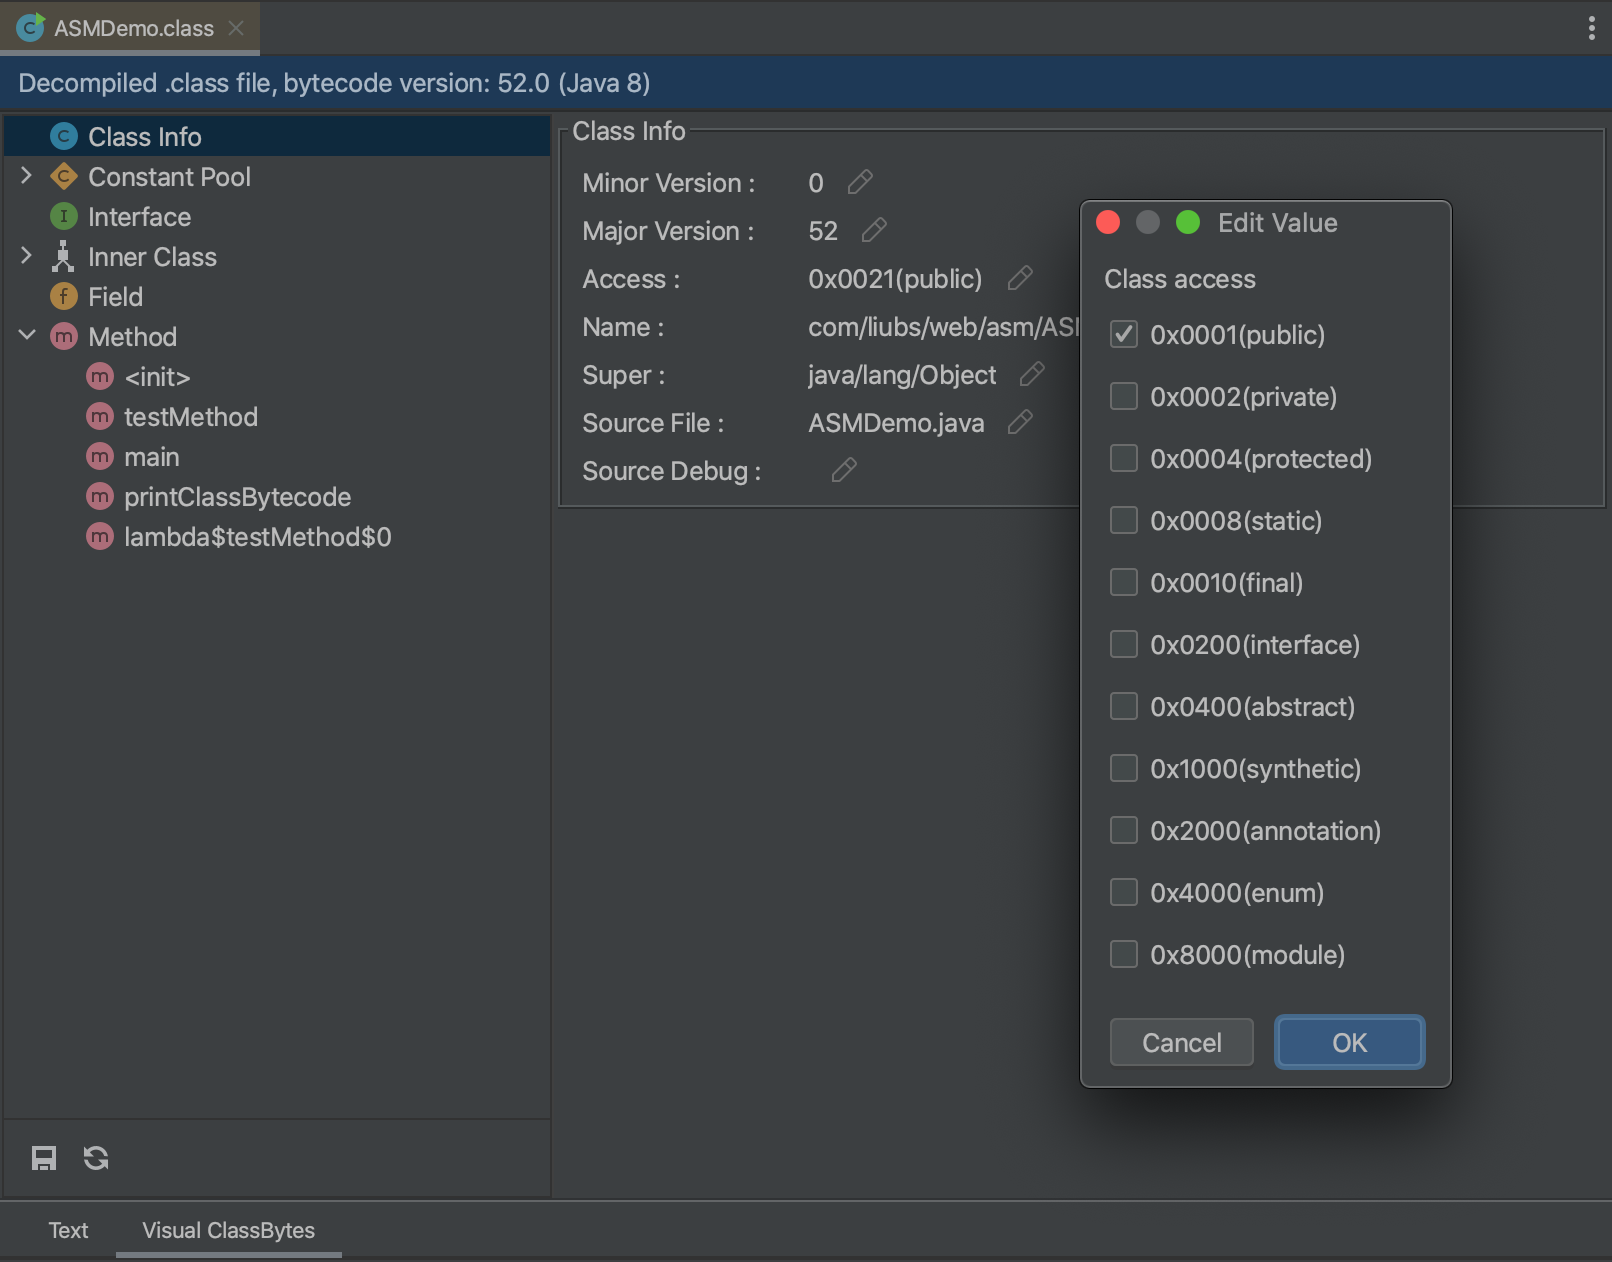 ASMDemo.class
Decompiled .class file, bytecode version: 52.0 (Java 8)
Class Info
Constant Pool
Interface
Inner Class
Field
Method
<init>
testMethod
main
printClassBytecode
lambda$testMethod$0
Class Info
Minor Version : 0
Major Version : 52
Access : 0x0021(public)
Name : com/liubs/web/asm/ASM
Super : java/lang/Object
Source File : ASMDemo.java
Source Debug :
Edit Value
Class access
0x0001(public)
0x0002(private)
0x0004(protected)
0x0008(static)
0x0010(final)
0x0200(interface)
0x0400(abstract)
0x1000(synthetic)
0x2000(annotation)
0x4000(enum)
0x8000(module)
Cancel OK
Text Visual ClassBytes